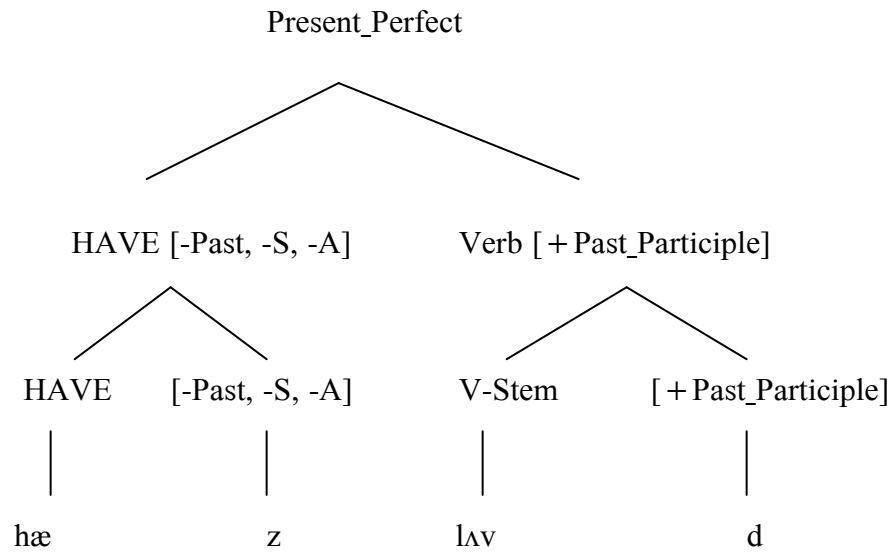 Present_Perfect
HAVE [-Past, -S, -A] Verb [+Past_Participle]
HAVE [-Past, -S, -A] V-Stem [+Past_Participle]
hæ z lʌv d